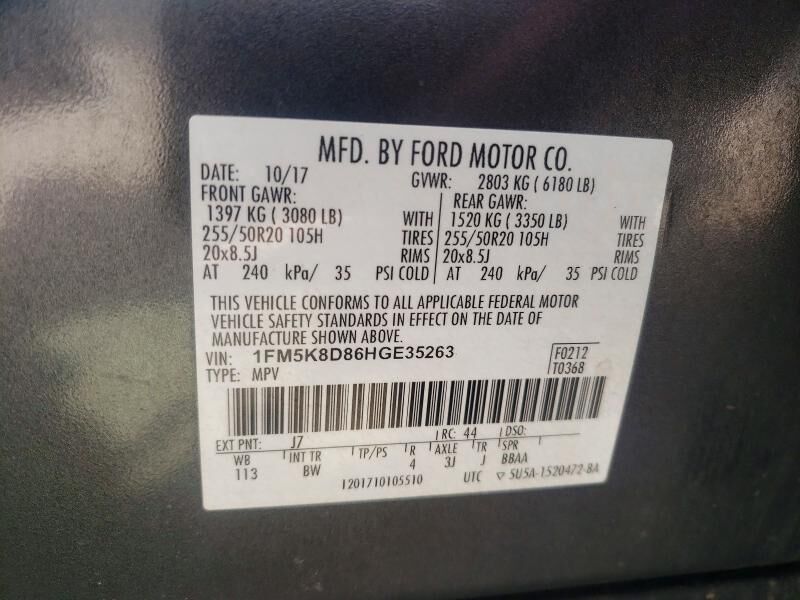 MFD. BY FORD MOTOR CO.
DATE: 10/17 GVWR: 2803 KG ( 6180 LB)
FRONT GAWR: REAR GAWR:
1397 KG ( 3080 LB) WITH 1520 KG ( 3350 LB) WITH
255/50R20 105H TIRES 255/50R20 105H TIRES
20x8.5J RIMS 20x8.5J RIMS
AT 240 kPa/ 35 PSI COLD AT 240 kPa/ 35 PSI COLD
THIS VEHICLE CONFORMS TO ALL APPLICABLE FEDERAL MOTOR
VEHICLE SAFETY STANDARDS IN EFFECT ON THE DATE OF
MANUFACTURE SHOWN ABOVE.
VIN: 1FM5K8D86HGE35263 F0212
TYPE: MPV T0368
EXT PNT: J7 RC: 44 DSO:
WB INT TR TP/PS R AXLE TR SPR
113 BW 4 3J J BBAA
120171010551​0 UTC ▽ 5U5A-1520472-BA